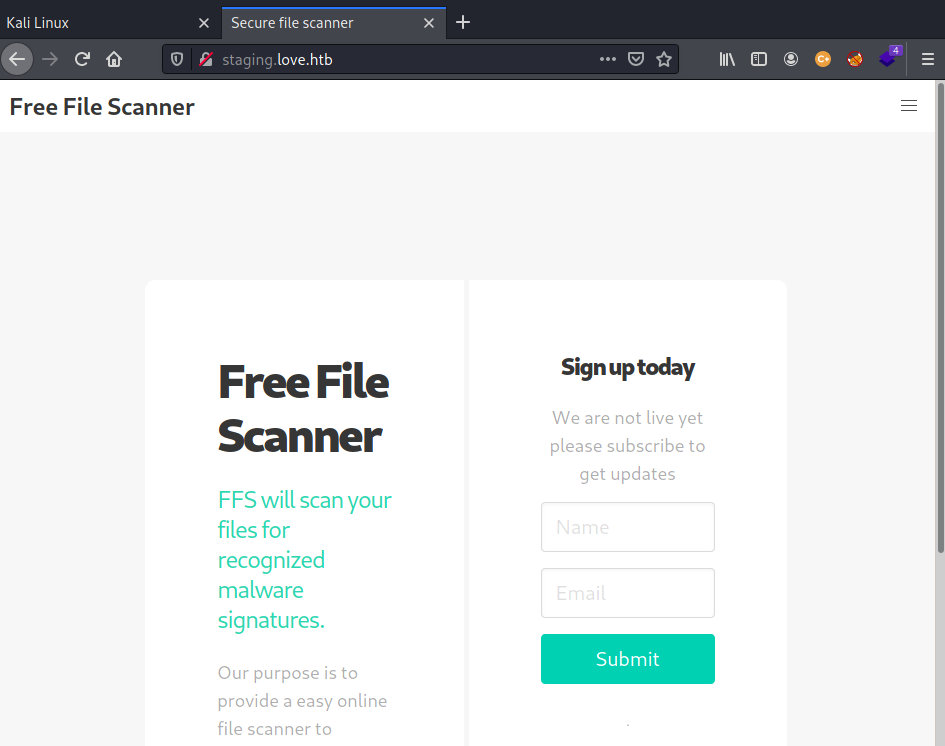 Kali Linux
Secure file scanner
staging.love.htb
C+
4
Free File Scanner
Free File
Scanner
FFS will scan your
files for
recognized
malware
signatures.
Our purpose is to
provide a easy online
file scanner to
Sign up today
We are not live yet
please subscribe to
get updates
Name
Email
Submit
.